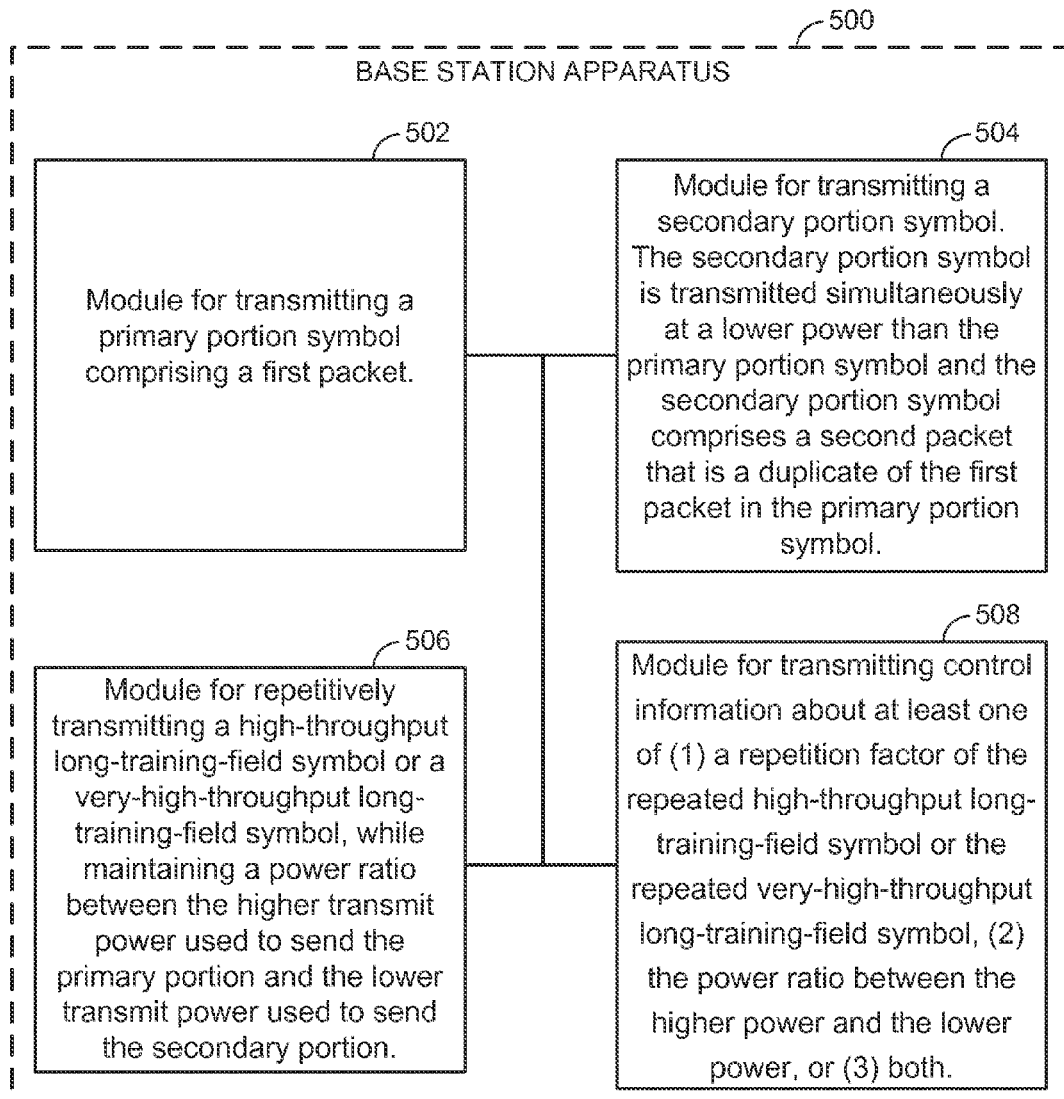 500
BASE STATION APPARATUS
502
Module for transmitting a
primary portion symbol
comprising a first packet.
504
Module for transmitting a
secondary portion symbol.
The secondary portion symbol
is transmitted simultaneously
at a lower power than the
primary portion symbol and the
secondary portion symbol
comprises a second packet
that is a duplicate of the first
packet in the primary portion
symbol.
506
Module for repetitively
transmitting a high-throughput
long-training-field symbol or a
very-high-throughput long-
training-field symbol, while
maintaining a power ratio
between the higher transmit
power used to send the
primary portion and the lower
transmit power used to send
the secondary portion.
508
Module for transmitting control
information about at least one
of (1) a repetition factor of the
repeated high-throughput long-
training-field symbol or the
repeated very-high-throughput
long-training-field symbol, (2)
the power ratio between the
higher power and the lower
power, or (3) both.